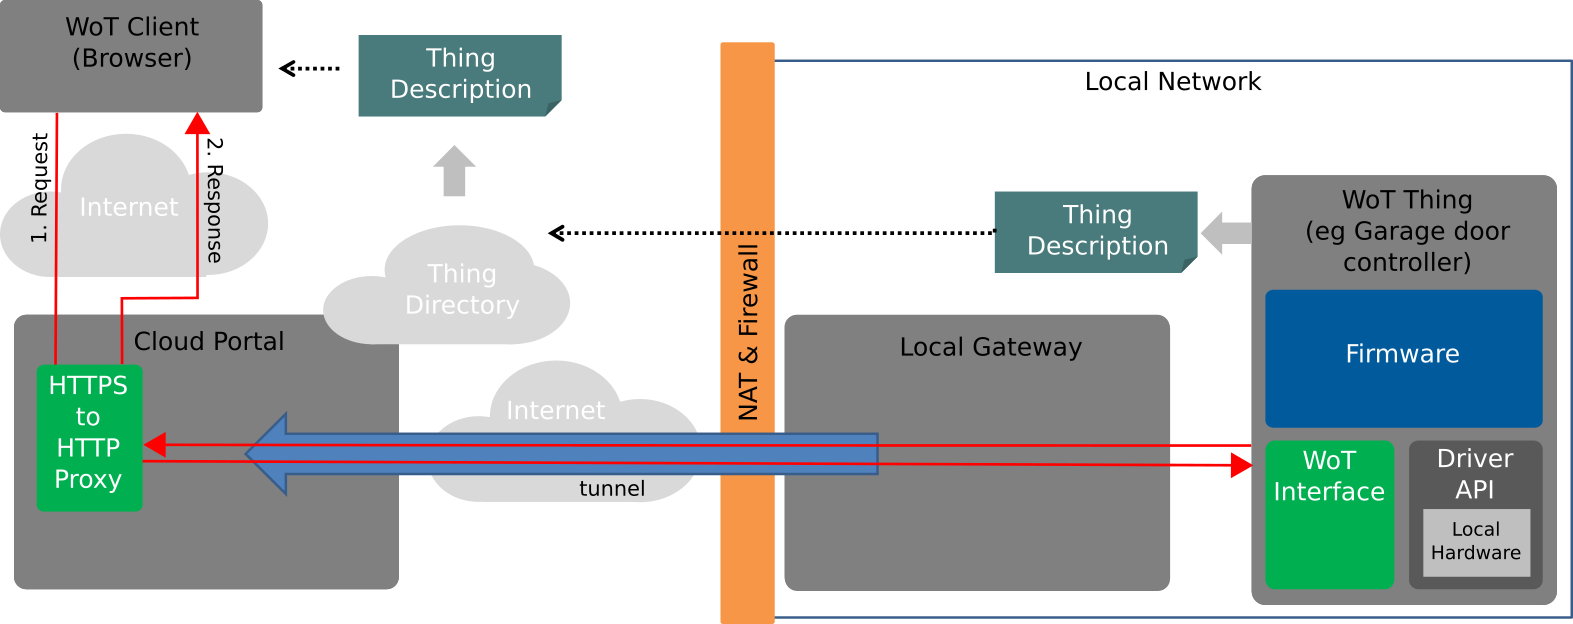 WoT Client
(Browser)
Thing
Description
Local Network
1. Request
2. Response
Internet
Thing
Description
WoT Thing
(eg Garage door
controller)
Thing
Directory
NAT & Firewall
Cloud Portal
Local Gateway
Firmware
HTTPS
to
HTTP
Proxy
Internet
tunnel
WoT
Interface
Driver
API
Local
Hardware